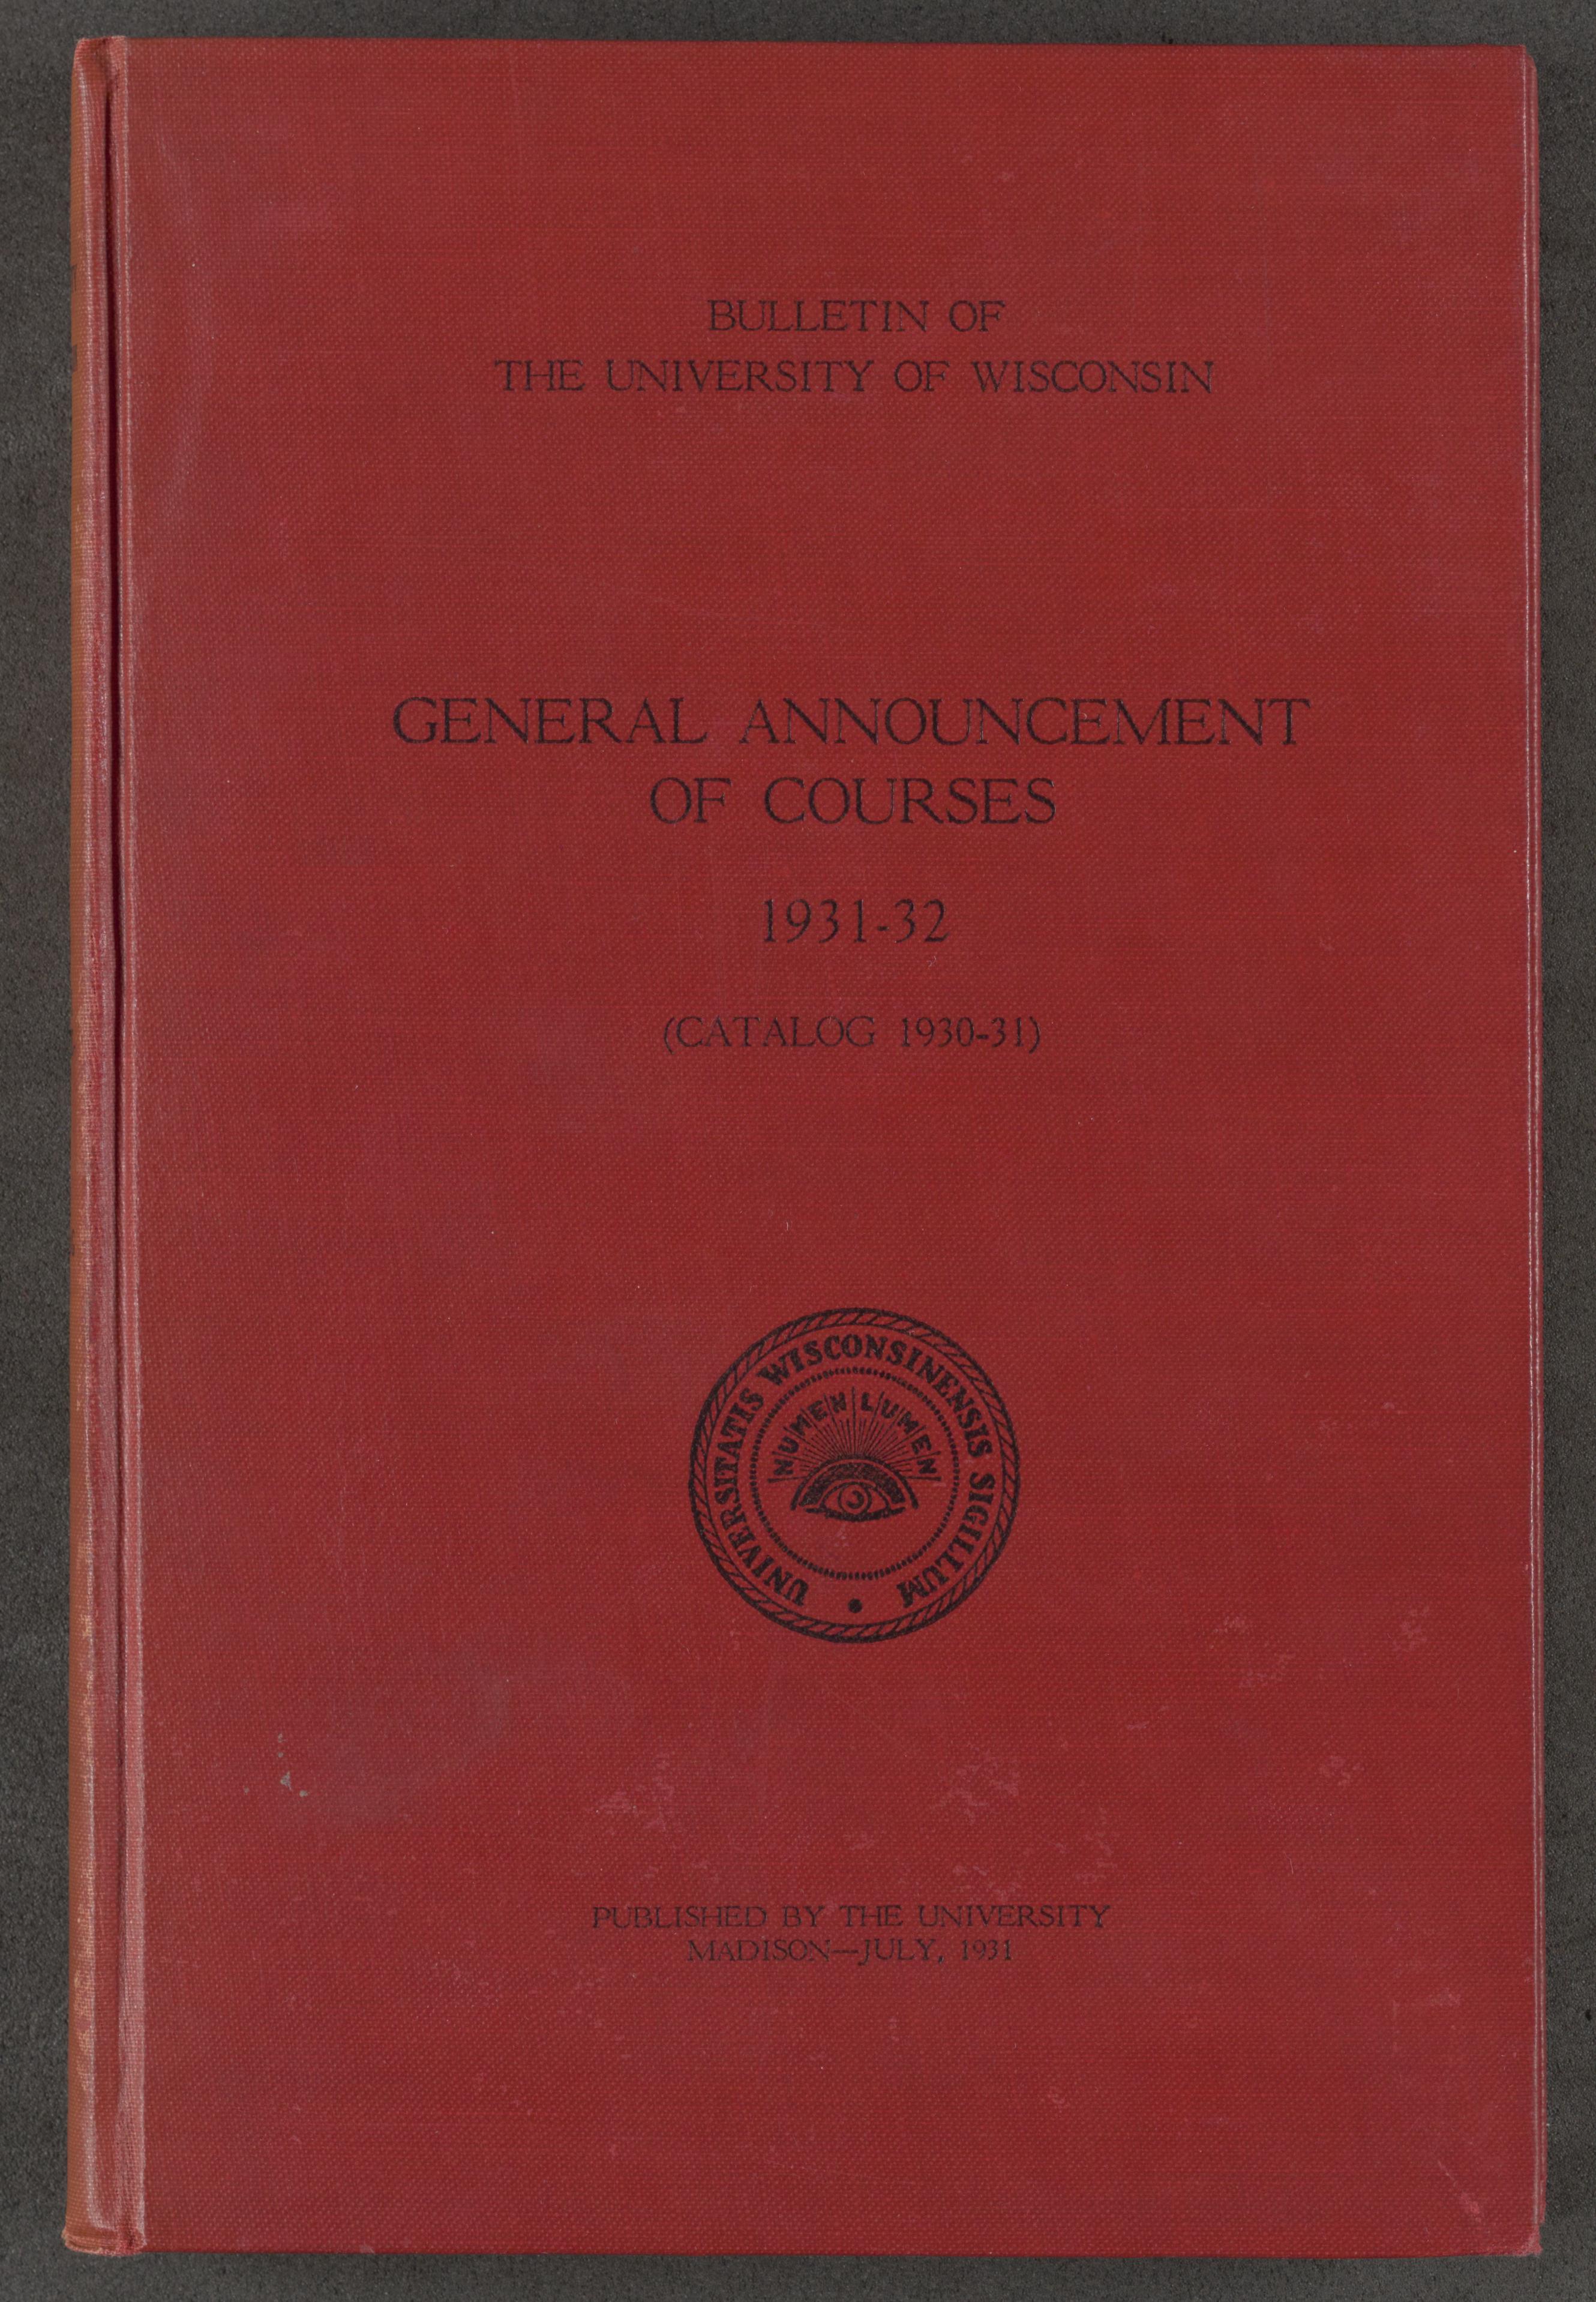 BULLETIN OF
THE UNIVERSITY OF WISCONSIN
GENERAL ANNOUNCEMENT
OF COURSES
1931-32
(CATALOG 1930-31)
UNIVERSITATIS WISCONSINENSIS SIGILLUM
NUMEN LUMEN
PUBLISHED BY THE UNIVERSITY
MADISON—JULY, 1931